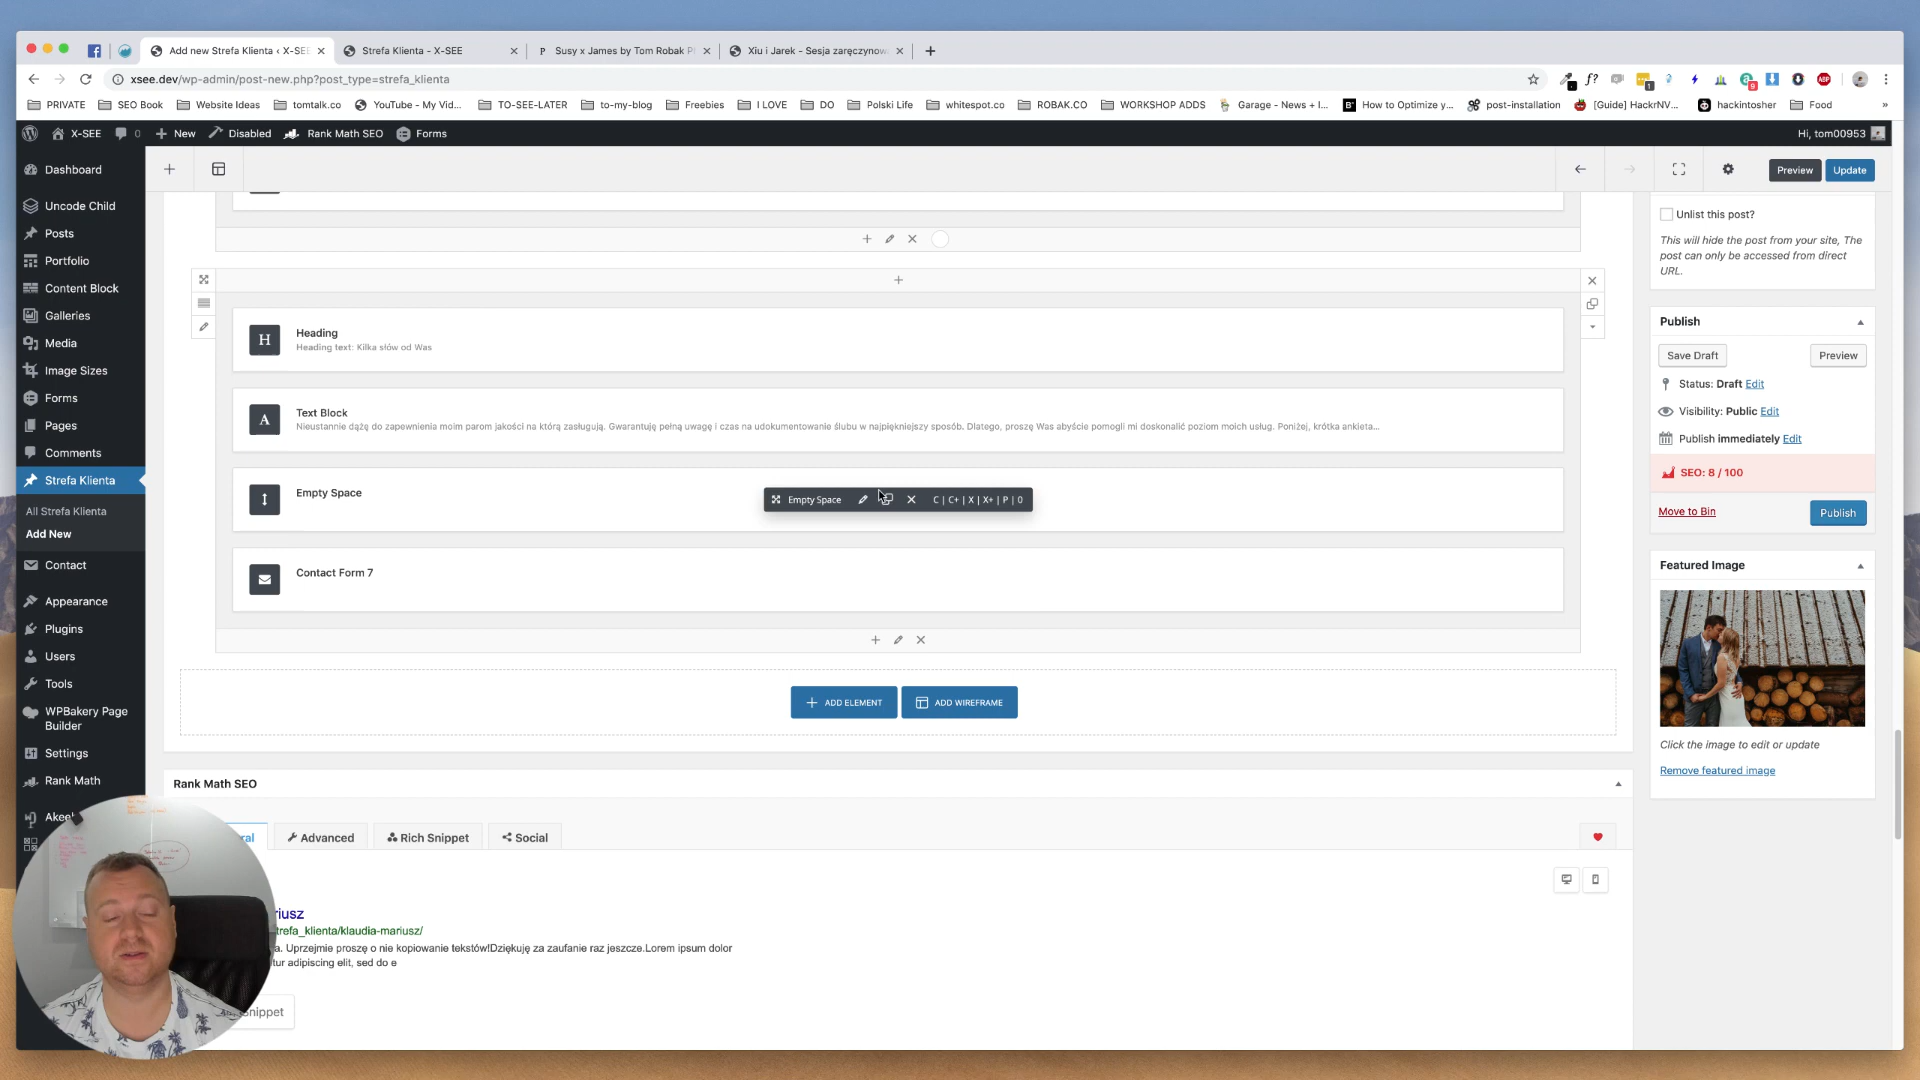 Add new Strefa Klienta ‹ X-SEE
Strefa Klienta - X-SEE
Susy x James by Tom Robak
Xiu i Jarek - Sesja zaręczynow
xsee.dev/wp-admin/post-new.php?post_type=strefa_klienta
PRIVATE
SEO Book
Website Ideas
tomtalk.co
YouTube - My Vid...
TO-SEE-LATER
to-my-blog
Freebies
I LOVE
DO
Polski Life
whitespot.co
ROBAK.CO
WORKSHOP ADDS
Garage - News + I...
How to Optimize y...
post-installation
[Guide] HackrNV...
hackintosher
Food
X-SEE
0
New
Disabled
Rank Math SEO
Forms
Hi, tom00953
Dashboard
Uncode Child
Posts
Portfolio
Content Block
Galleries
Media
Image Sizes
Forms
Pages
Comments
Strefa Klienta
All Strefa Klienta
Add New
Contact
Appearance
Plugins
Users
Tools
WPBakery Page
Builder
Settings
Rank Math
Akee
Preview
Update
H
Heading
Heading text: Kilka słów od Was
A
Text Block
Nieustannie dążę do zapewnienia moim parom jakości na którą zasługują. Gwarantuję pełną uwagę i czas na udokumentowanie ślubu w najpiękniejszy sposób. Dlatego, proszę Was abyście pomogli mi doskonalić poziom moich usług. Poniżej, krótka ankieta...
Empty Space
Empty Space
C | C+ | X | X+ | P | 0
Contact Form 7
ADD ELEMENT
ADD WIREFRAME
Unlist this post?
This will hide the post from your site, The
post can only be accessed from direct
URL.
Publish
Save Draft
Preview
Status: Draft Edit
Visibility: Public Edit
Publish immediately Edit
SEO: 8 / 100
Move to Bin
Publish
Featured Image
Click the image to edit or update
Remove featured image
Rank Math SEO
ral
Advanced
Rich Snippet
Social
riusz
trefa_klienta/klaudia-mariusz/
a. Uprzejmie proszę o nie kopiowanie tekstów!Dziękuję za zaufanie raz jeszcze.Lorem ipsum dolor
tur adipiscing elit, sed do e
Snippet